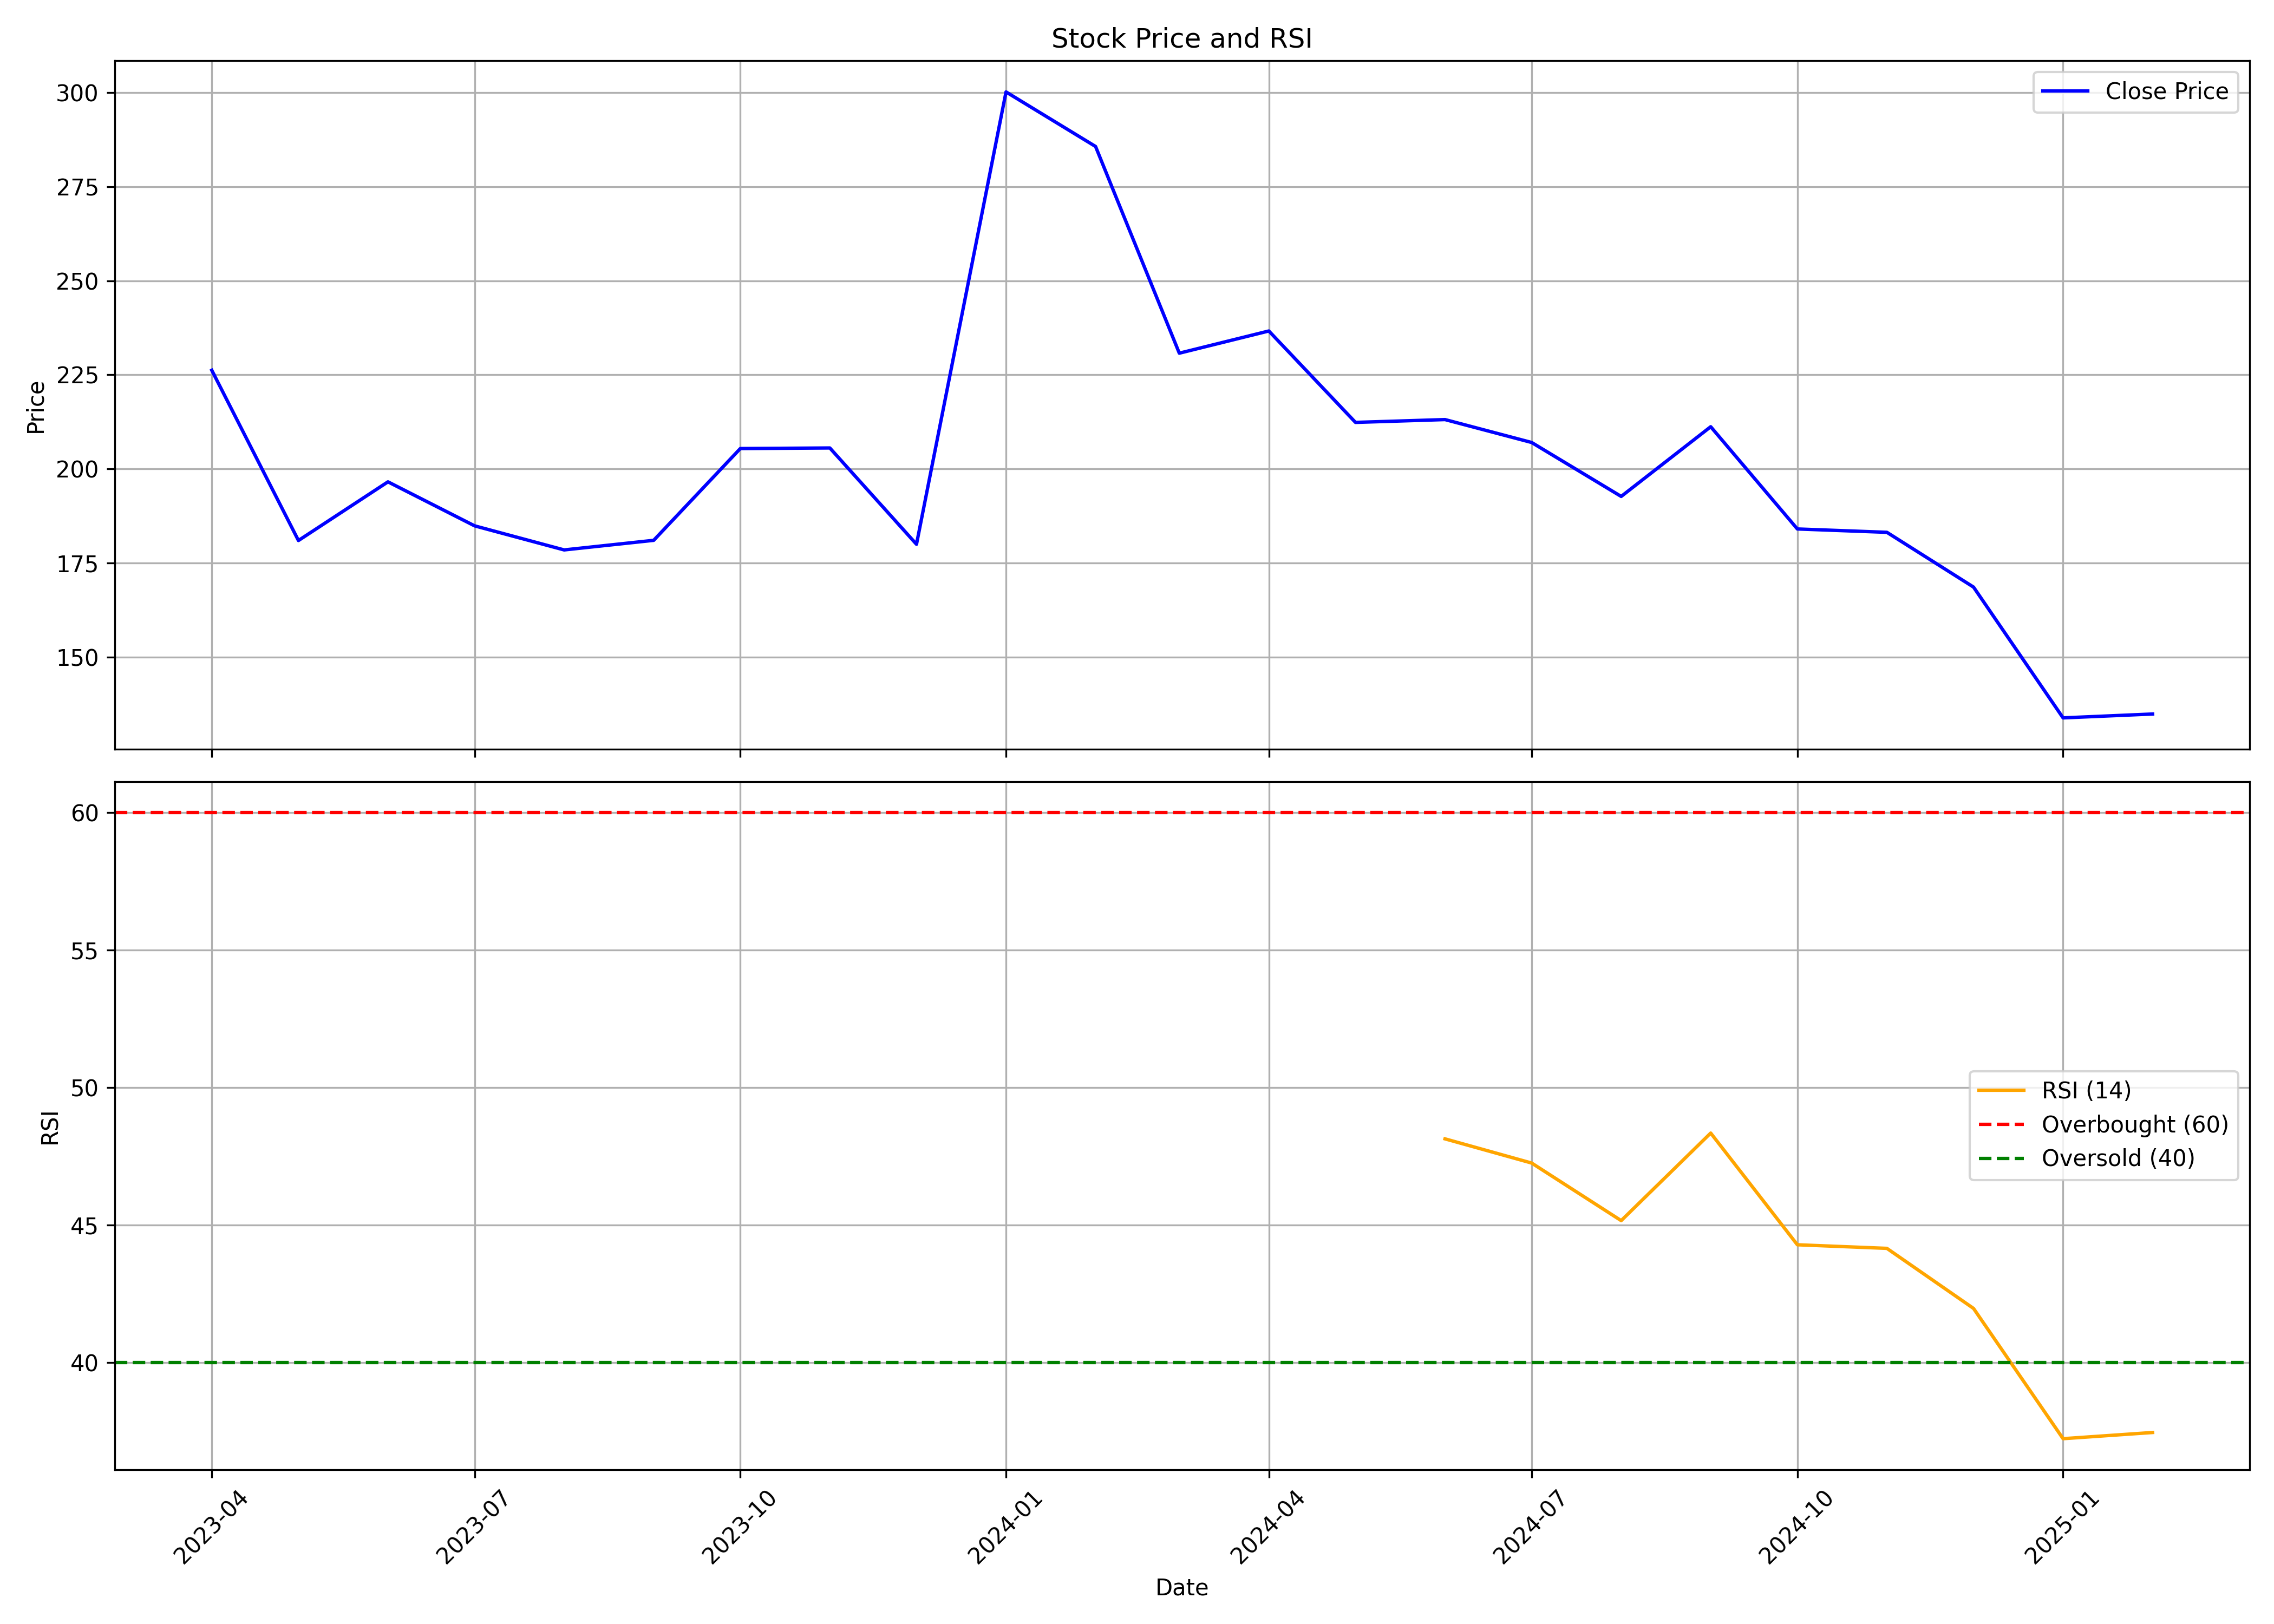 Stock Price and RSI
300
275
250
225
200
175
150
Price
Close Price
60
55
50
45
40
RSI
RSI (14)
Overbought (60)
Oversold (40)
2023-04
2023-07
2023-10
2024-01
2024-04
2024-07
2024-10
2025-01
Date